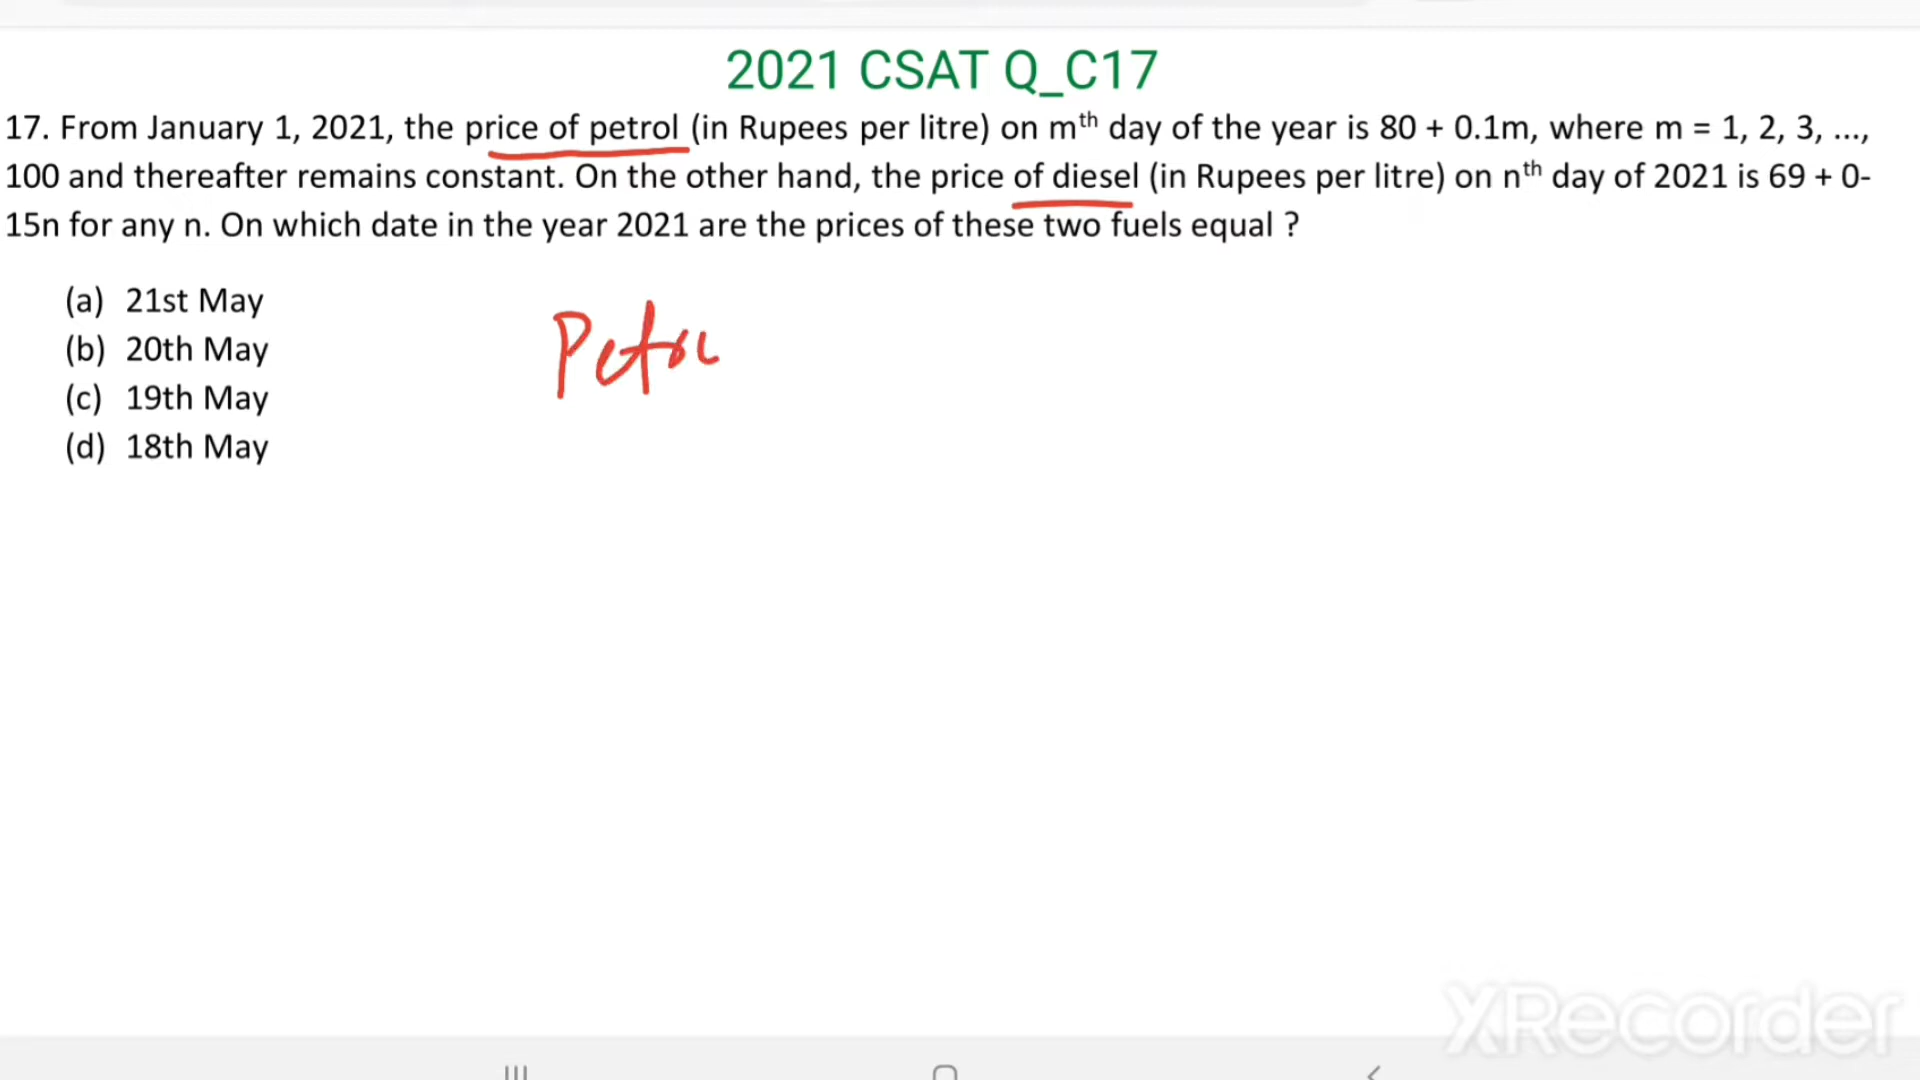 2021 CSAT Q_C17
17. From January 1, 2021, the price of petrol (in Rupees per litre) on mth day of the year is 80 + 0.1m, where m = 1, 2, 3, ...,
100 and thereafter remains constant. On the other hand, the price of diesel (in Rupees per litre) on nth day of 2021 is 69 + 0-
15n for any n. On which date in the year 2021 are the prices of these two fuels equal ?
(a) 21st May
(b) 20th May
(c) 19th May
(d) 18th May
Petrol
XRecorder